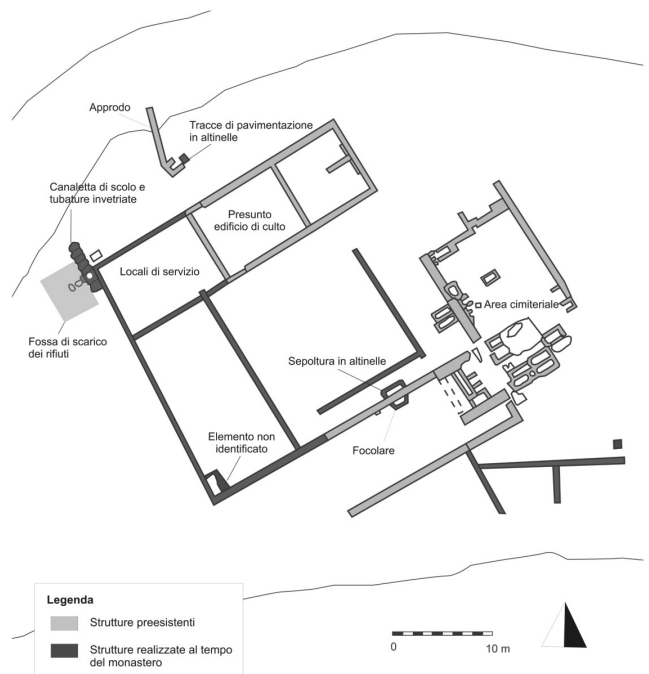 Approdo
Tracce di pavimentazione
in altinelle
Canaletta di scolo e
tubature invetriate
Presunto
edificio di culto
Locali di servizio
Area cimiteriale
Fossa di scarico
dei rifiuti
Sepoltura in altinelle
Elemento non
identificato
Focolare
Legenda
Strutture preesistenti
Strutture realizzate al tempo
del monastero
0 10 m